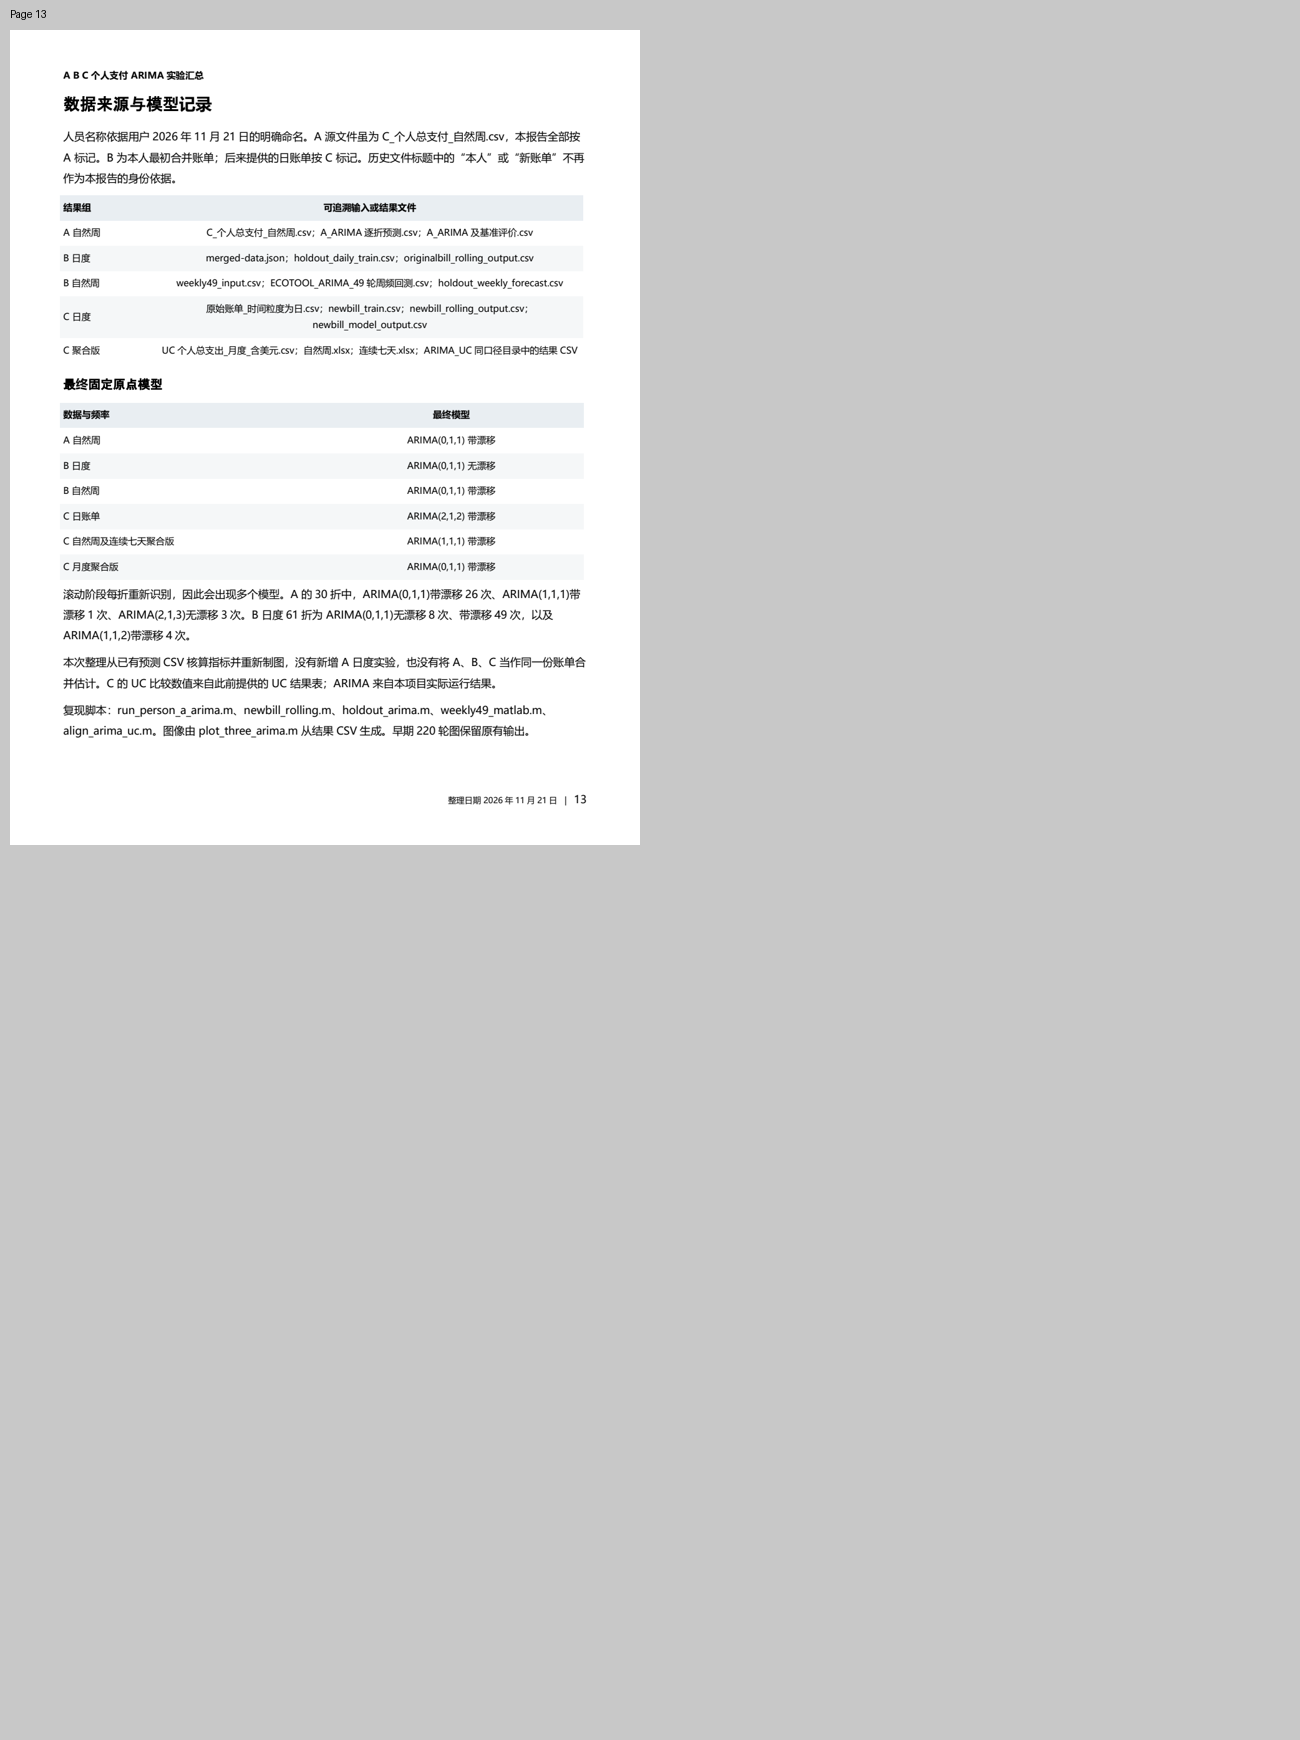 Page 13
A B C 个人支付 ARIMA 实验汇总
数据来源与模型记录
人员名称依据用户 2026 年 11 月 21 日的明确命名。A 源文件虽为 C_个人总支付_自然周.csv，本报告全部按
A 标记。B 为本人最初合并账单；后来提供的日账单按 C 标记。历史文件标题中的“本人”或“新账单”不再
作为本报告的身份依据。
结果组 可追溯输入或结果文件
A 自然周 C_个人总支付_自然周.csv；A_ARIMA 逐折预测.csv；A_ARIMA 及基准评价.csv
B 日度 merged-data.json；holdout_daily_train.csv；originalbill_rolling_output.csv
B 自然周 weekly49_input.csv；ECOTOOL_ARIMA_49 轮周频回测.csv；holdout_weekly_forecast.csv
C 日度 原始账单_时间粒度为日.csv；newbill_train.csv；newbill_rolling_output.csv；
newbill_model_output.csv
C 聚合版 UC 个人总支出_月度_含美元.csv；自然周.xlsx；连续七天.xlsx；ARIMA_UC 同口径目录中的结果 CSV
最终固定原点模型
数据与频率 最终模型
A 自然周 ARIMA(0,1,1) 带漂移
B 日度 ARIMA(0,1,1) 无漂移
B 自然周 ARIMA(0,1,1) 带漂移
C 日账单 ARIMA(2,1,2) 带漂移
C 自然周及连续七天聚合版 ARIMA(1,1,1) 带漂移
C 月度聚合版 ARIMA(0,1,1) 带漂移
滚动阶段每折重新识别，因此会出现多个模型。A 的 30 折中，ARIMA(0,1,1)带漂移 26 次、ARIMA(1,1,1)带
漂移 1 次、ARIMA(2,1,3)无漂移 3 次。B 日度 61 折为 ARIMA(0,1,1)无漂移 8 次、带漂移 49 次，以及
ARIMA(1,1,2)带漂移 4 次。
本次整理从已有预测 CSV 核算指标并重新制图，没有新增 A 日度实验，也没有将 A、B、C 当作同一份账单合
并估计。C 的 UC 比较数值来自此前提供的 UC 结果表；ARIMA 来自本项目实际运行结果。
复现脚本：run_person_a_arima.m、newbill_rolling.m、holdout_arima.m、weekly49_matlab.m、
align_arima_uc.m。图像由 plot_three_arima.m 从结果 CSV 生成。早期 220 轮图保留原有输出。
整理日期 2026 年 11 月 21 日 | 13